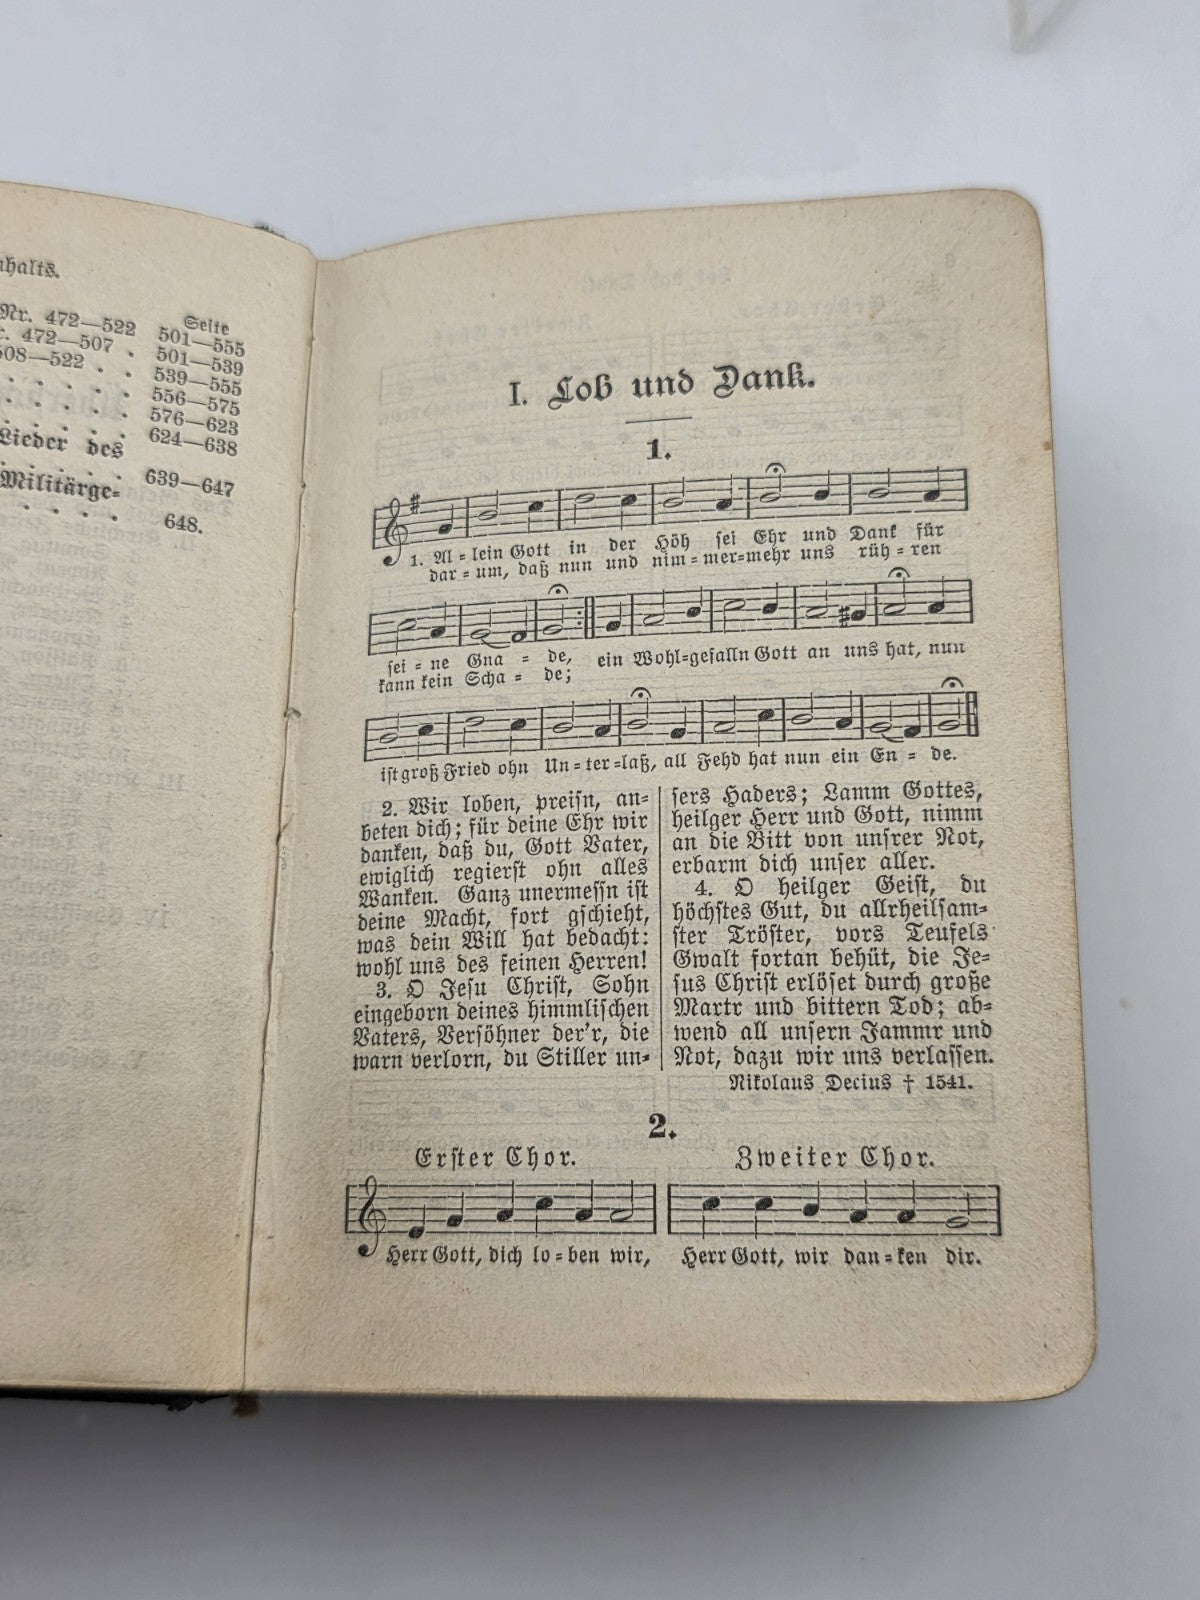 nhalts.
Seite
Nr. 472—522 501—555
r. 472—507 . 501—539
508—522 . . 539—555
. . . . . . 556—575
. . . . . . 576—623
. . . . . . 624—638
Lieder des
. . . . . . 639—647
Militärge-
. . . . . 648.
I. Lob und Dank.
1.
1. Al-lein Gott in der Höh sei Ehr und Dank für
dar-um, daß nun und nim-mer-mehr uns rüh-ren
sei-ne Gna - de, ein Wohl-gefalln Gott an uns hat, nun
kann kein Scha - de;
ist groß Fried ohn Un-ter-laß, all Fehd hat nun ein En - de.
2. Wir loben, preisn, an-
beten dich; für deine Ehr wir
danken, daß du, Gott Vater,
ewiglich regierst ohn alles
Wanken. Ganz unermessn ist
deine Macht, fort gschieht,
was dein Will hat bedacht:
wohl uns des feinen Herren!
3. O Jesu Christ, Sohn
eingeborn deines himmlischen
Vaters, Versöhner der'r, die
warn verlorn, du Stiller un-
sers Haders; Lamm Gottes,
heilger Herr und Gott, nimm
an die Bitt von unsrer Not,
erbarm dich unser aller.
4. O heilger Geist, du
höchstes Gut, du allrheilsam-
ster Tröster, vors Teufels
Gwalt fortan behüt, die Je-
sus Christ erlöset durch große
Martr und bittern Tod; ab-
wend all unsern Jammr und
Not, dazu wir uns verlassen.
Nikolaus Decius † 1541.
2.
Erster Chor. Zweiter Chor.
Herr Gott, dich lo-ben wir, Herr Gott, wir dan-ken dir.